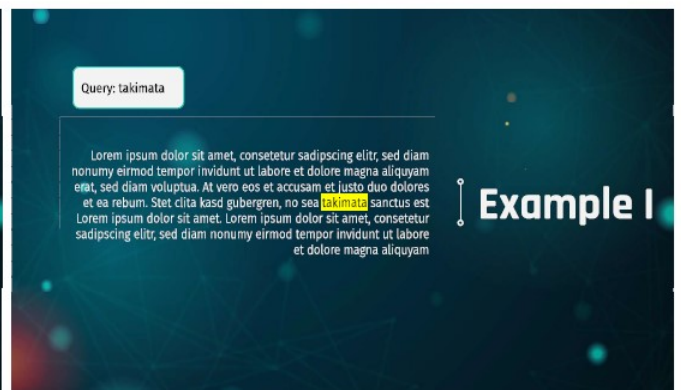 Query: takimata
Lorem ipsum dolor sit amet, consetetur sadipscing elitr, sed diam
nonumy eirmod tempor invidunt ut labore et dolore magna aliquyam
erat, sed diam voluptua. At vero eos et accusam et justo duo dolores
et ea rebum. Stet clita kasd gubergren, no sea takimata sanctus est
Lorem ipsum dolor sit amet. Lorem ipsum dolor sit amet, consetetur
sadipscing elitr, sed diam nonumy eirmod tempor invidunt ut labore
et dolore magna aliquyam
Example I